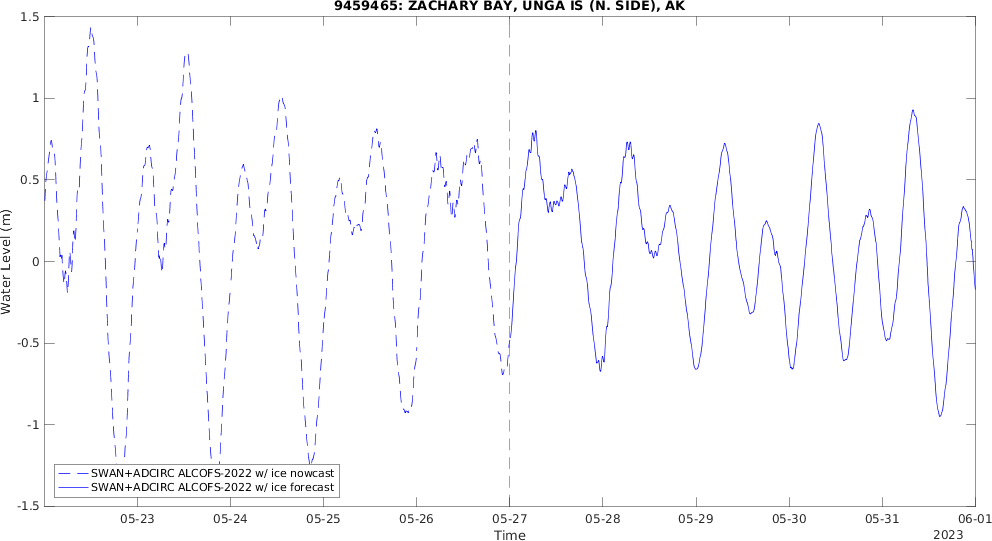 9459465: ZACHARY BAY, UNGA IS (N. SIDE), AK
1.5
1
0.5
0
-0.5
-1
-1.5
Water Level (m)
SWAN+ADCIRC ALCOFS-2022 w/ ice nowcast
SWAN+ADCIRC ALCOFS-2022 w/ ice forecast
05-23 05-24 05-25 05-26 05-27 05-28 05-29 05-30 05-31 06-01
Time
2023